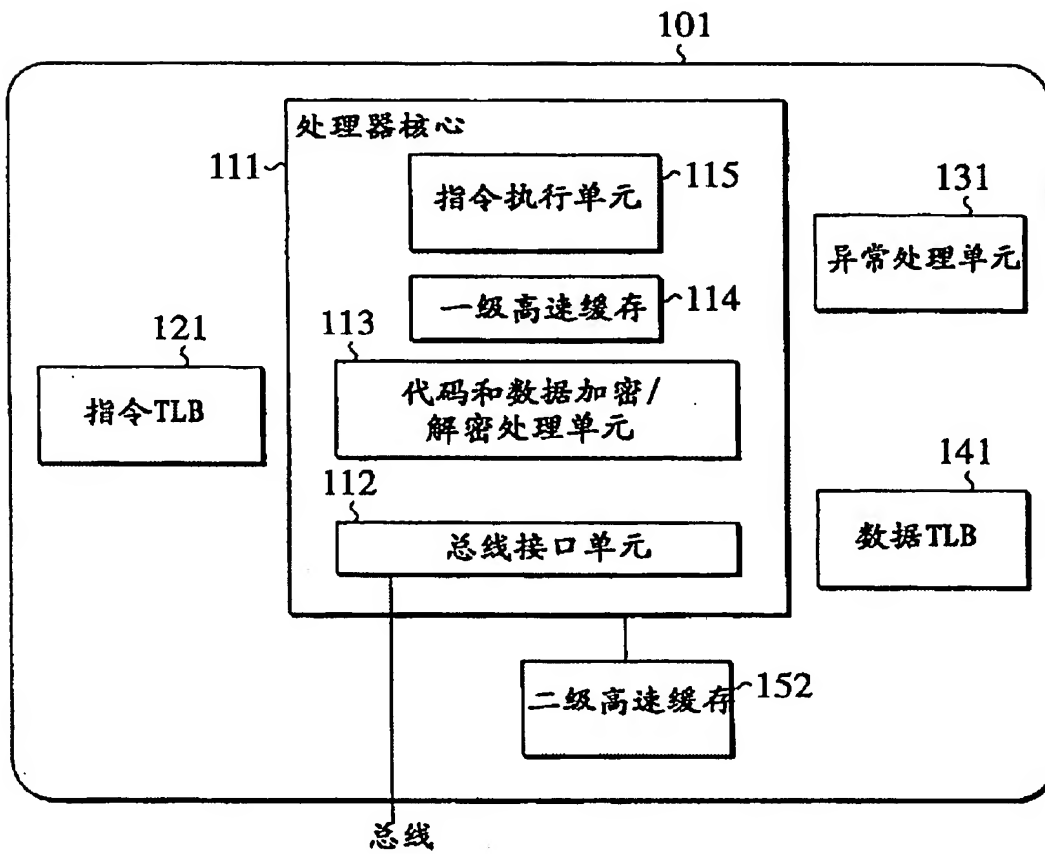 101
处理器核心
111
指令执行单元
115
131
异常处理单元
一级高速缓存
114
113
121
代码和数据加密/
解密处理单元
指令TLB
112
141
总线接口单元
数据TLB
二级高速缓存
152
总线